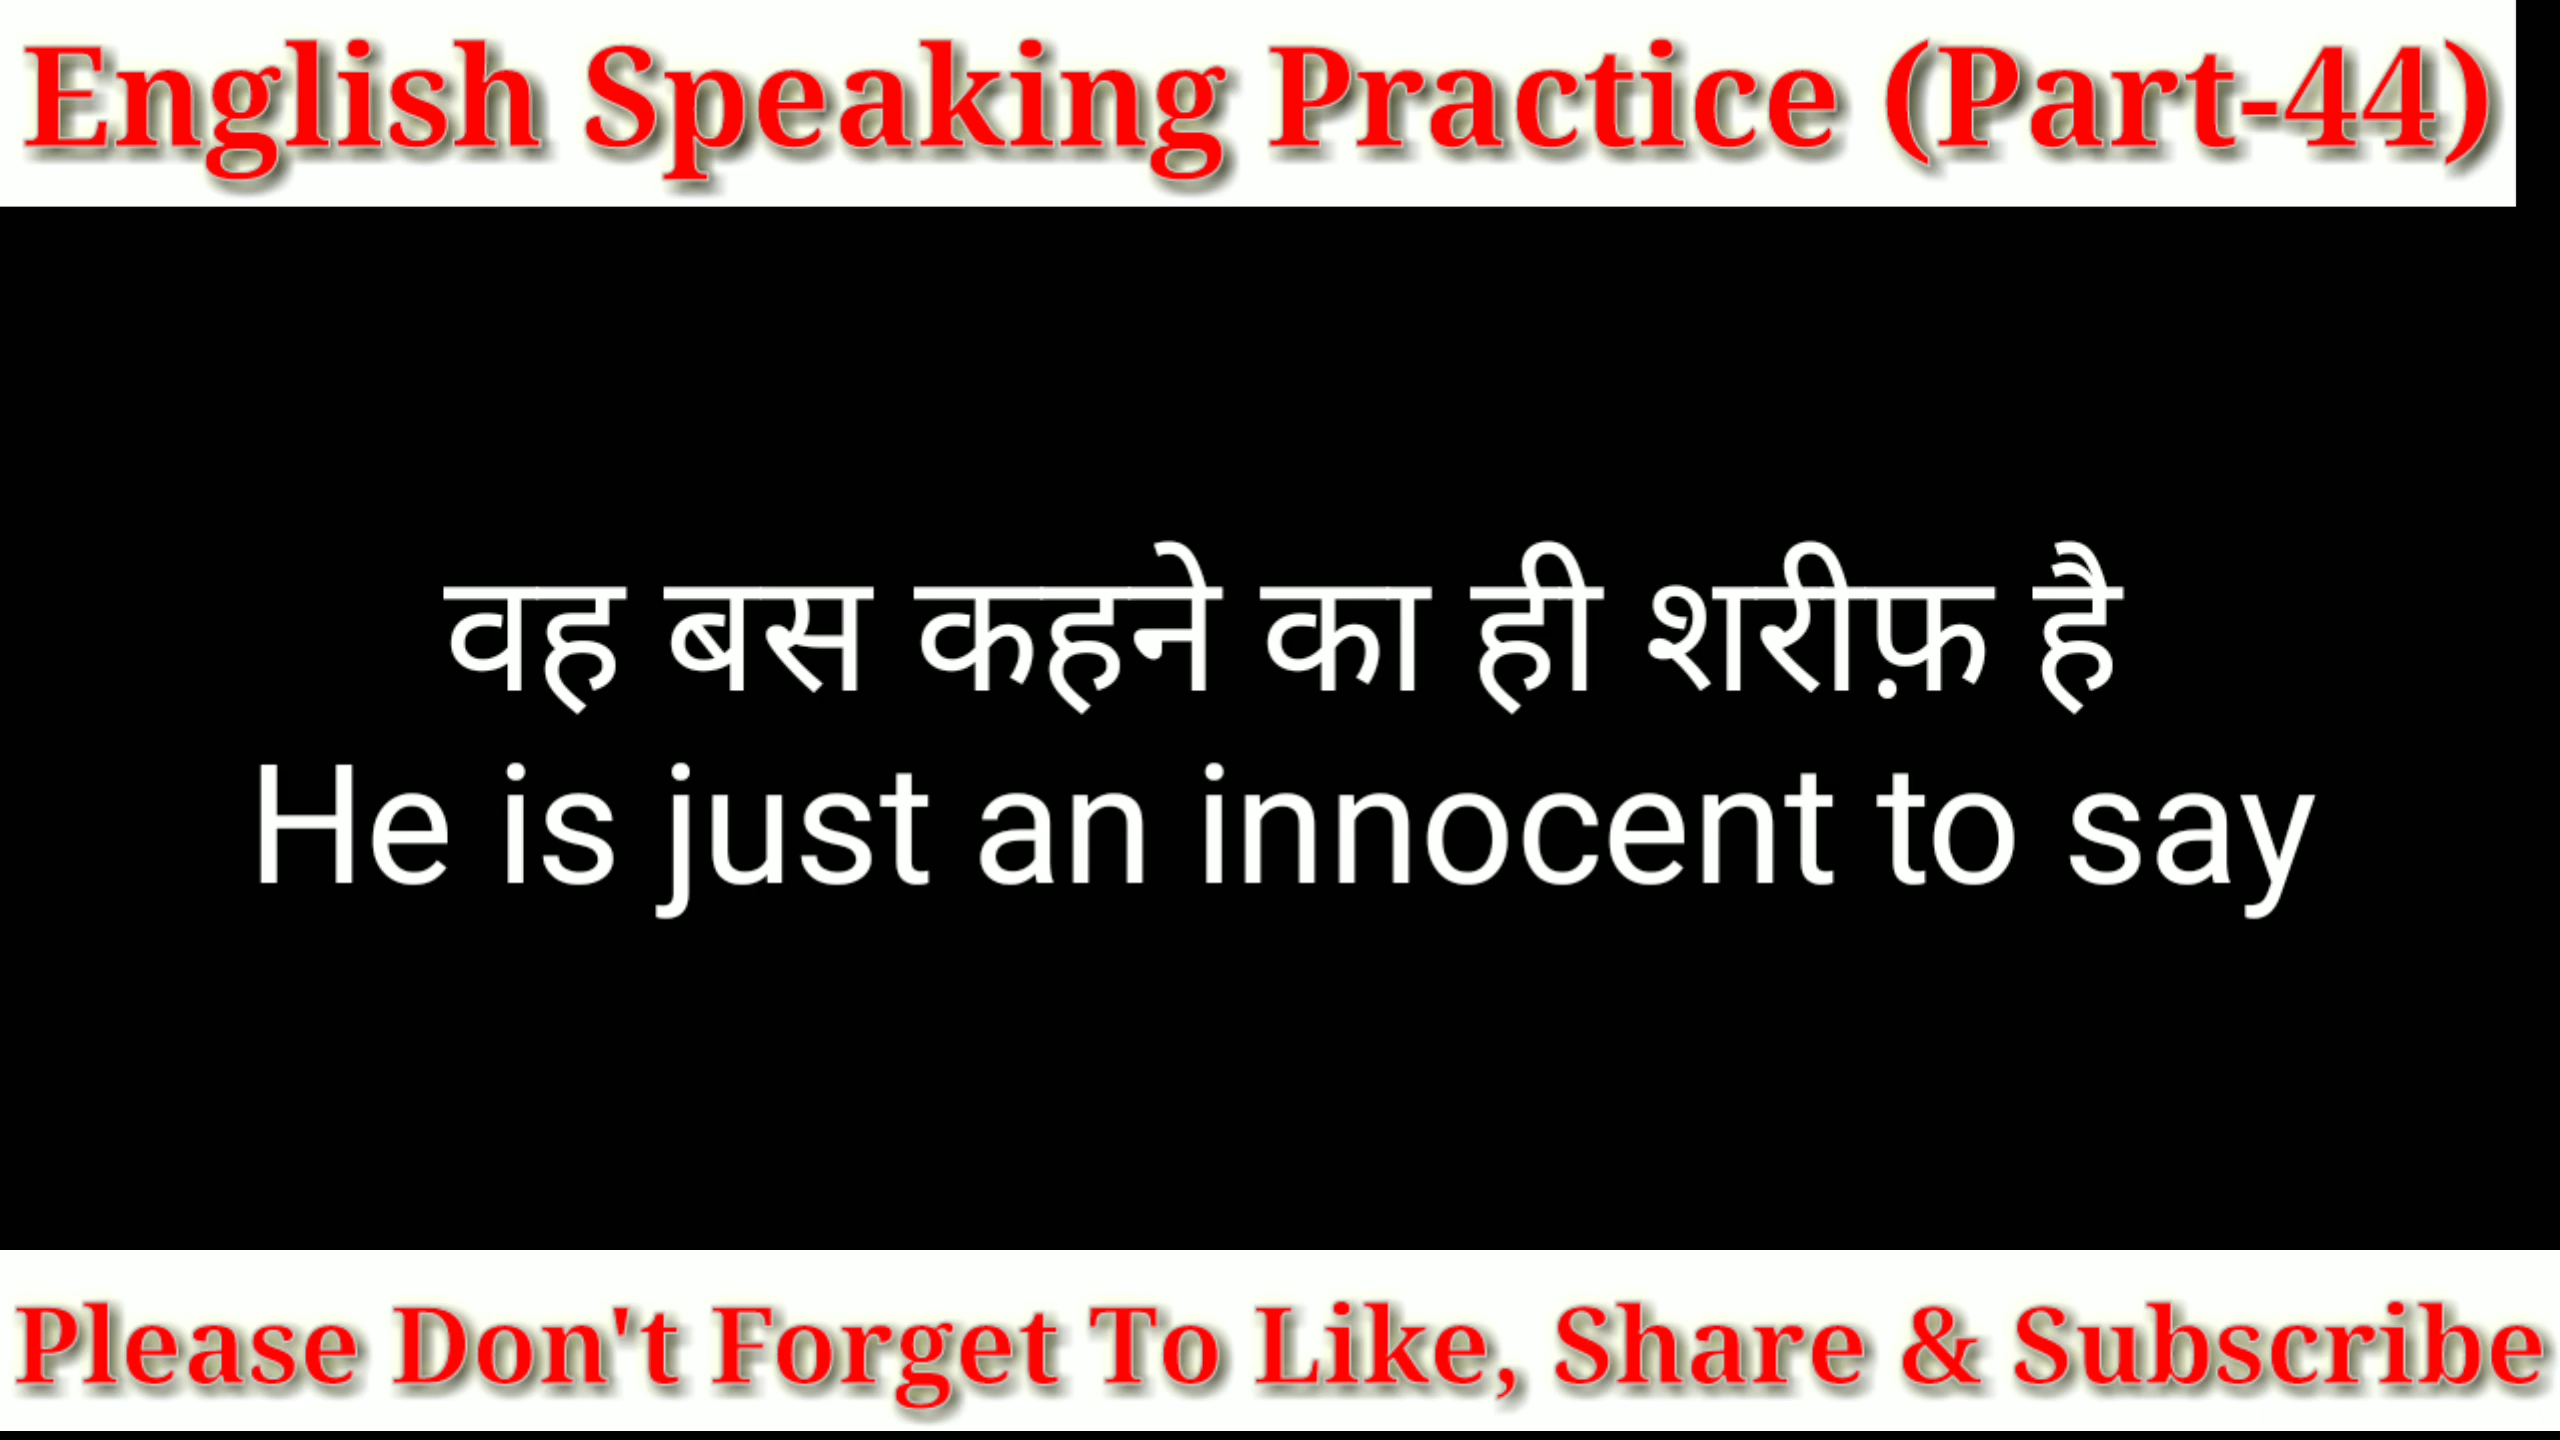 English Speaking Practice (Part-44)
वह बस कहने का ही शरीफ़ है
He is just an innocent to say
Please Don't Forget To Like, Share & Subscribe